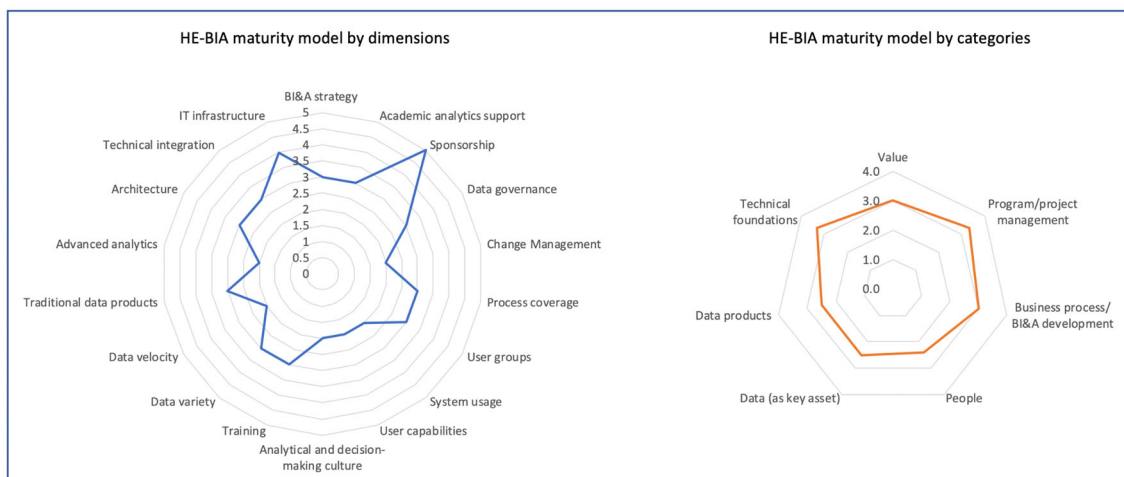 HE-BIA maturity model by dimensions
BI&A strategy
Academic analytics support
Sponsorship
Data governance
Change Management
Process coverage
User groups
System usage
User capabilities
Analytical and decision-
making culture
Training
Data variety
Data velocity
Traditional data products
Advanced analytics
Architecture
Technical integration
IT infrastructure
5
4.5
4
3.5
3
2.5
2
1.5
1
0.5
0
HE-BIA maturity model by categories
Value
Program/project
management
Business process/
BI&A development
People
Data (as key asset)
Data products
Technical
foundations
4.0
3.0
2.0
1.0
0.0